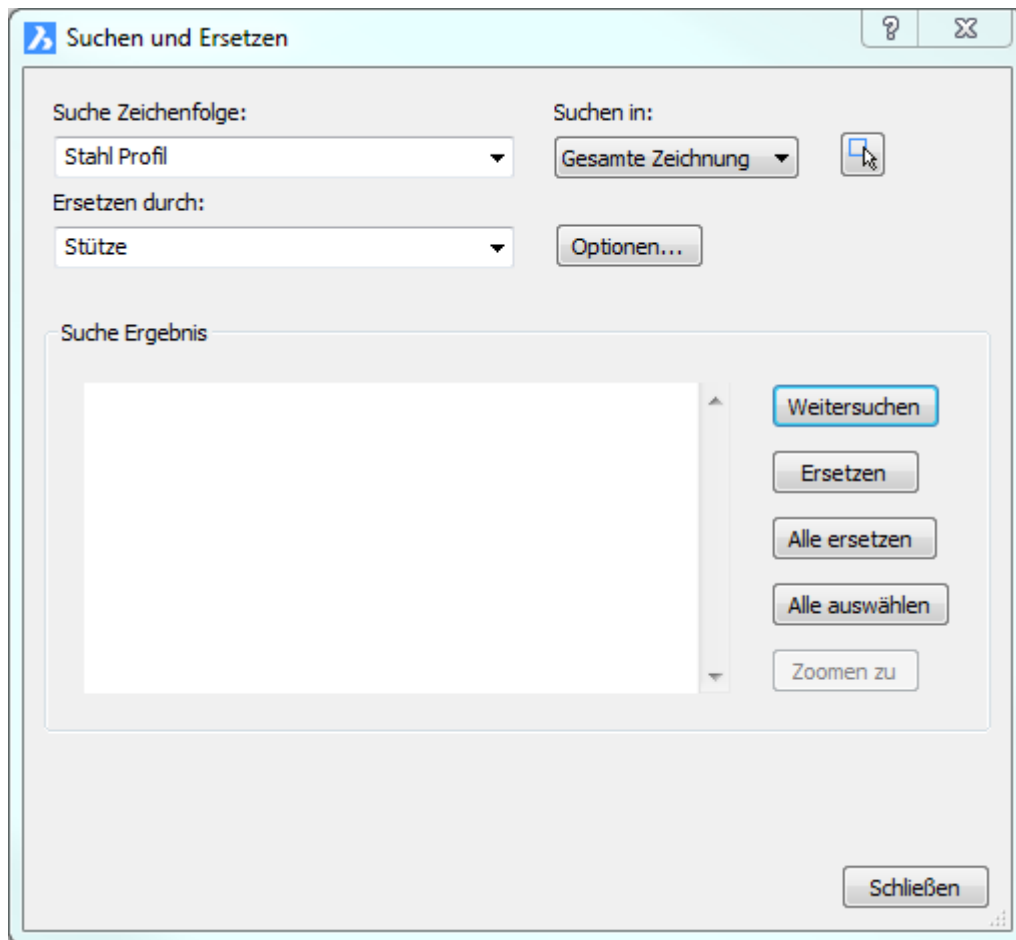 Suchen und Ersetzen
Suche Zeichenfolge:
Suchen in:
Stahl Profil
Gesamte Zeichnung
Ersetzen durch:
Stütze
Optionen...
Suche Ergebnis
Weitersuchen
Ersetzen
Alle ersetzen
Alle auswählen
Zoomen zu
Schließen